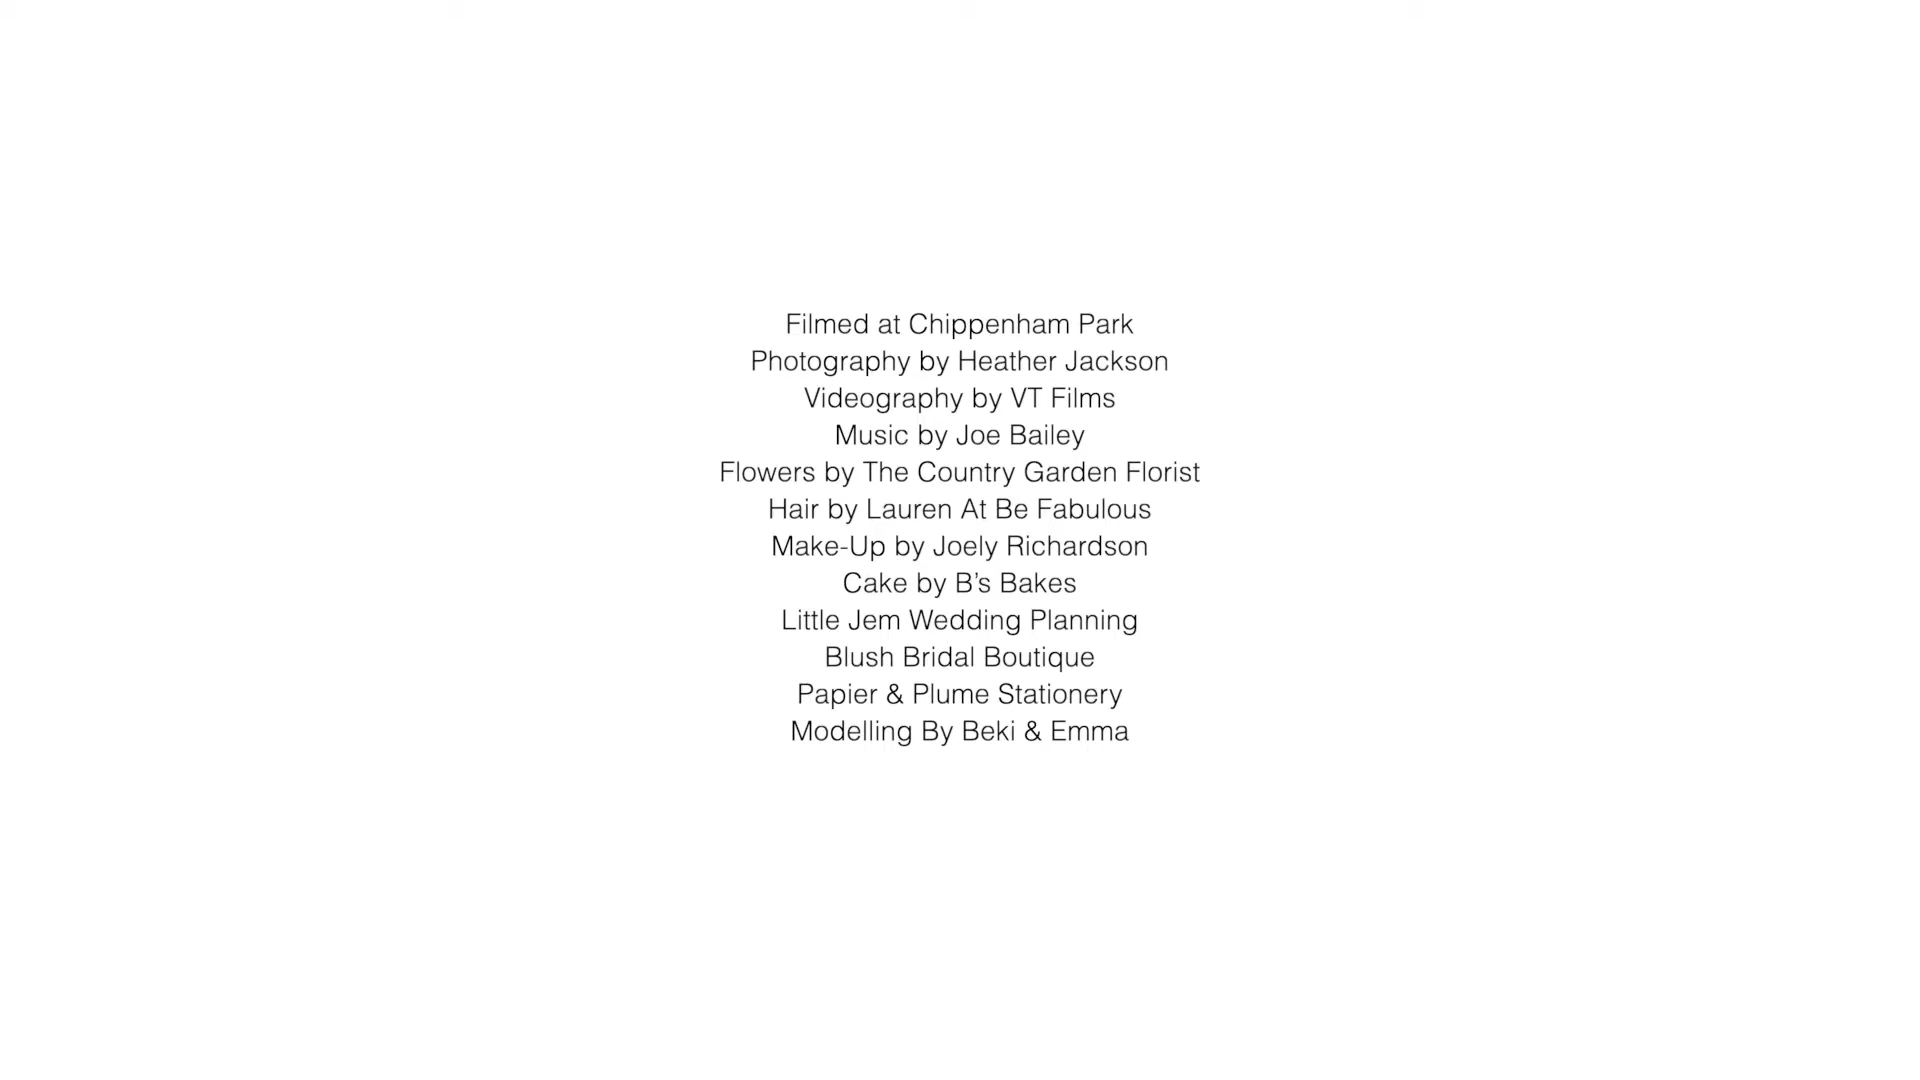 Filmed at Chippenham Park
Photography by Heather Jackson
Videography by VT Films
Music by Joe Bailey
Flowers by The Country Garden Florist
Hair by Lauren At Be Fabulous
Make-Up by Joely Richardson
Cake by B’s Bakes
Little Jem Wedding Planning
Blush Bridal Boutique
Papier & Plume Stationery
Modelling By Beki & Emma